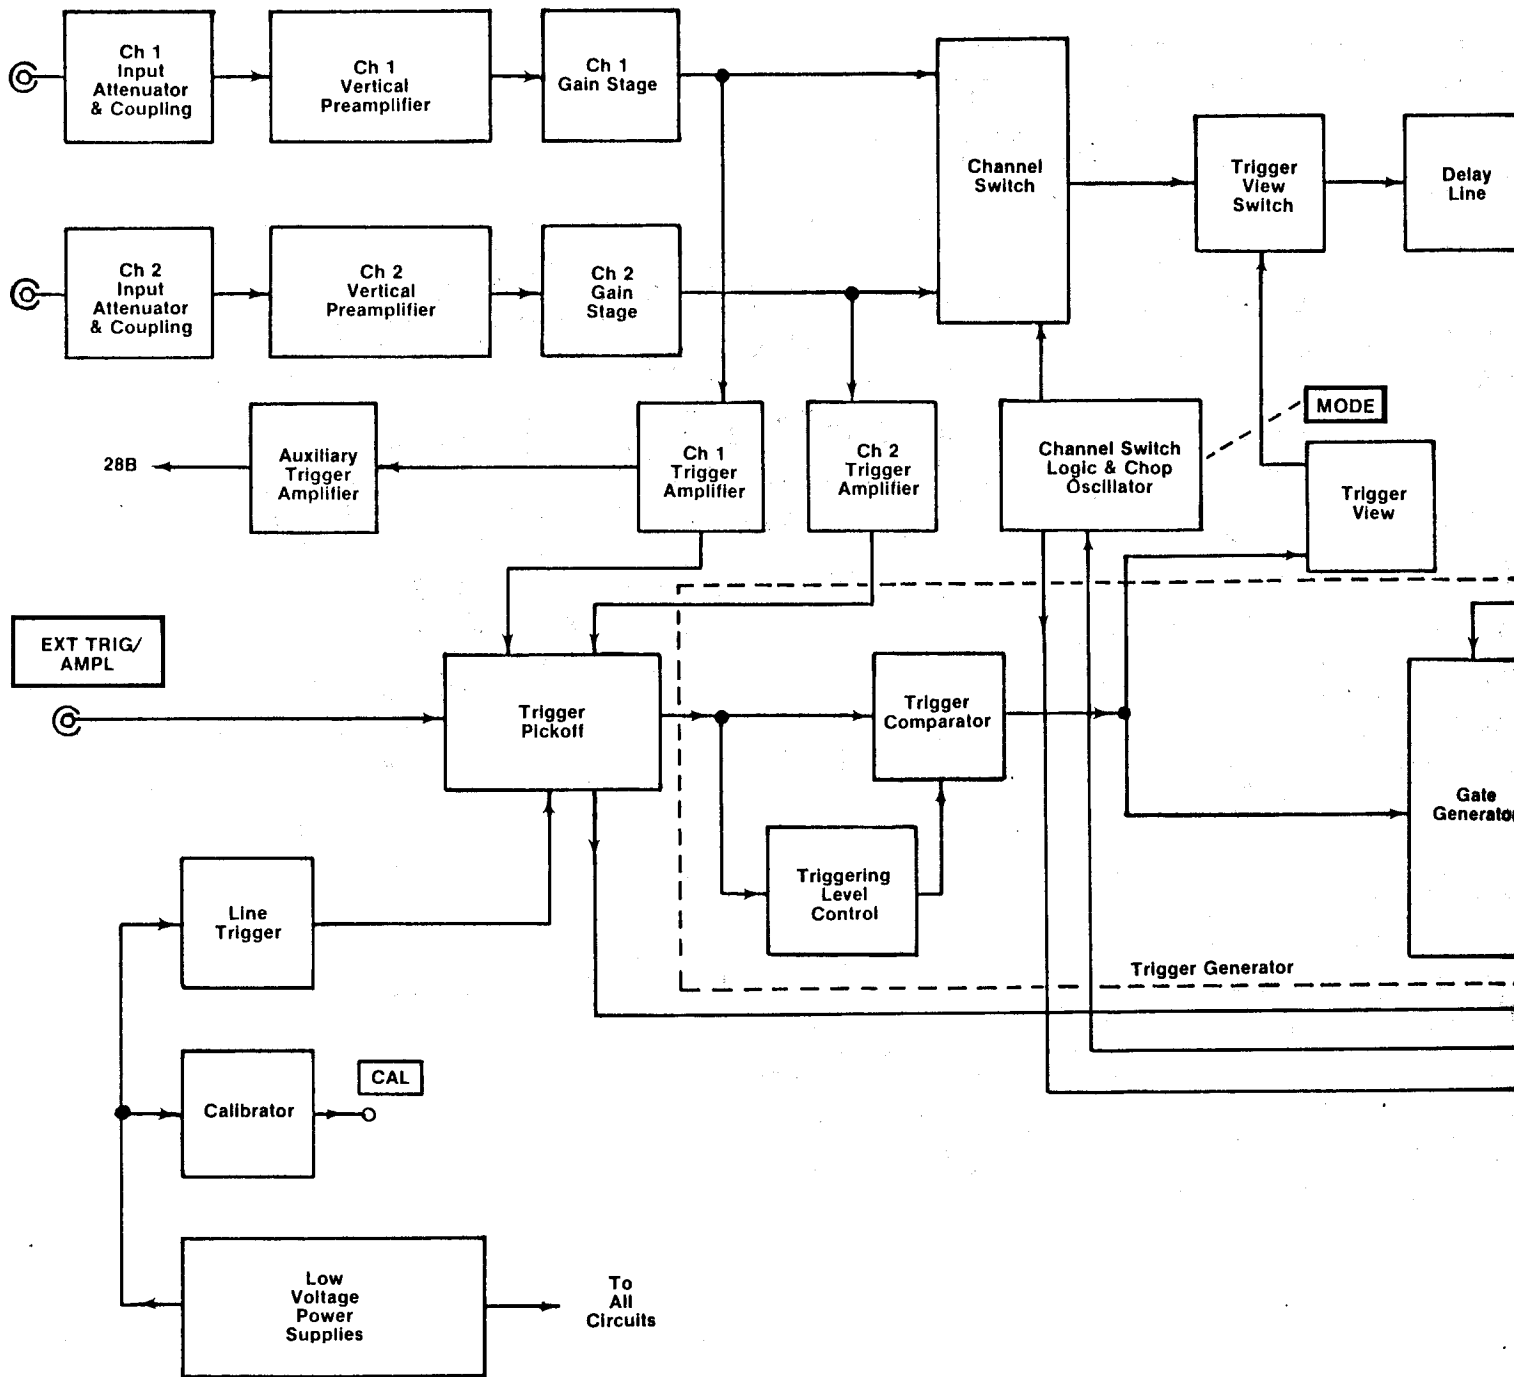 Ch 1
Input
Attenuator
& Coupling
Ch 1
Vertical
Preamplifier
Ch 1
Gain Stage
Channel
Switch
Trigger
View
Switch
Delay
Line
Ch 2
Input
Attenuator
& Coupling
Ch 2
Vertical
Preamplifier
Ch 2
Gain
Stage
28B
Auxiliary
Trigger
Amplifier
Ch 1
Trigger
Amplifier
Ch 2
Trigger
Amplifier
Channel Switch
Logic & Chop
Oscillator
MODE
Trigger
View
EXT TRIG/
AMPL
Trigger
Pickoff
Trigger
Comparator
Gate
Generator
Triggering
Level
Control
Line
Trigger
Trigger Generator
Calibrator
CAL
Low
Voltage
Power
Supplies
To
All
Circuits